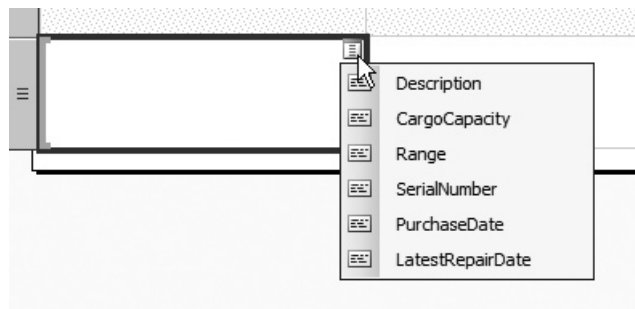 Description
CargoCapacity
Range
SerialNumber
PurchaseDate
LatestRepairDate